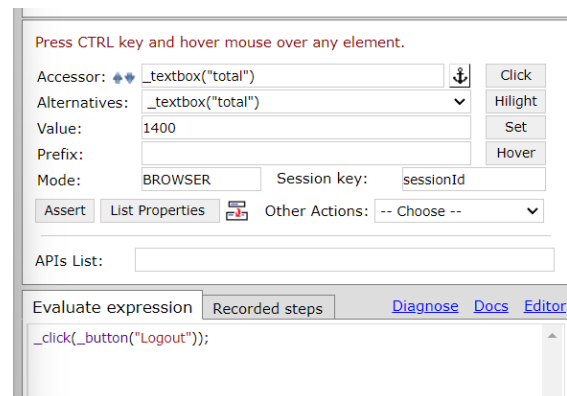 Press CTRL key and hover mouse over any element.
Accessor: _textbox("total") Click
Alternatives: _textbox("total") Hilight
Value: 1400 Set
Prefix: Hover
Mode: BROWSER Session key: sessionId
Assert List Properties Other Actions: -- Choose --
APIs List:
Evaluate expression Recorded steps Diagnose Docs Editor
_click(_button("Logout"));